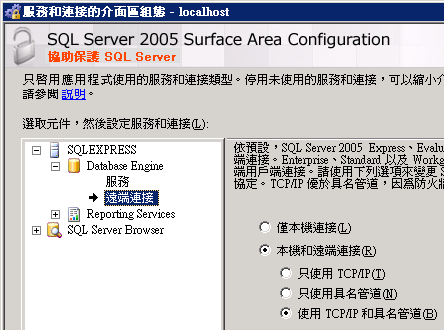 服務和連接的介面區組態 - localhost
SQL Server 2005 Surface Area Configuration
協助保護 SQL Server
只啓用應用程式使用的服務和連接類型。停用未使用的服務和連接，可以縮小介
請參閱 說明。
選取元件，然後設定服務和連接(L):
SQLEXPRESS
Database Engine
服務
遠端連接
Reporting Services
SQL Server Browser
依預設，SQL Server 2005 Express、Evalu
端連接。Enterprise、Standard 以及 Workg
端用戶端連接。請使用下列選項來變更 S
協定。TCP/IP 優於具名管道，因爲防火牆
僅本機連接(L)
本機和遠端連接(R)
只使用 TCP/IP(T)
只使用具名管道(N)
使用 TCP/IP 和具名管道(B)